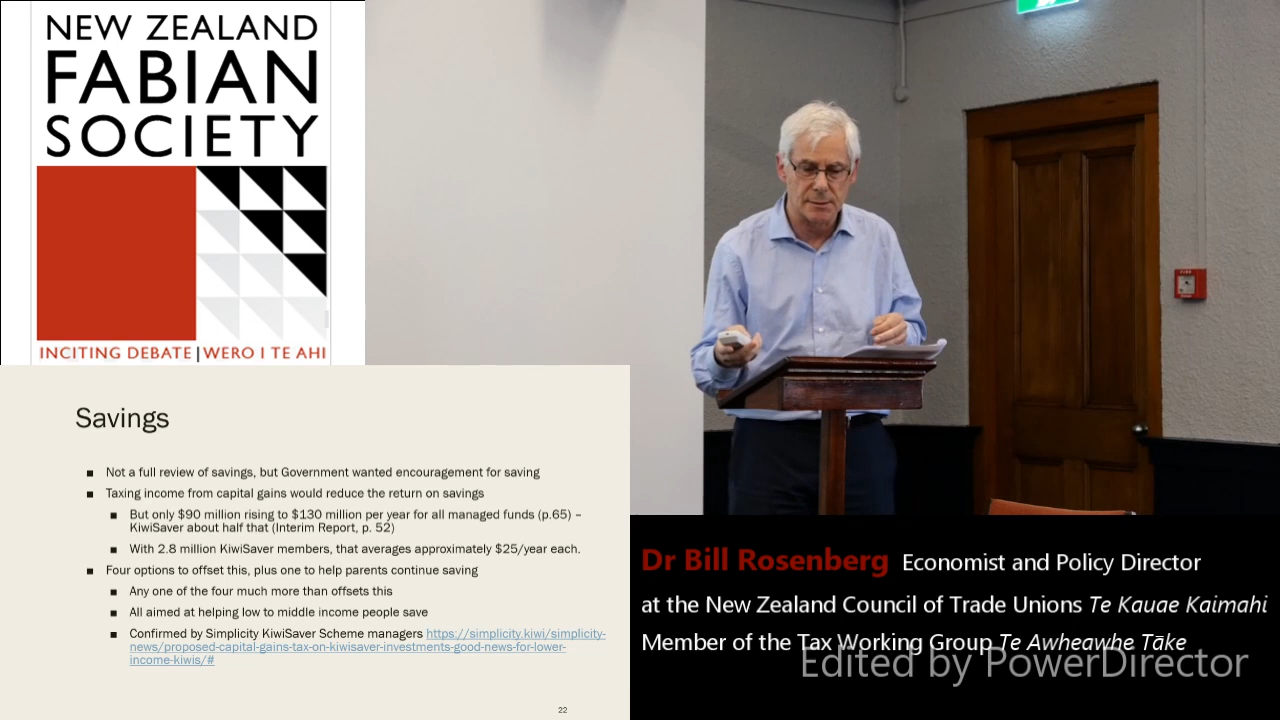 NEW ZEALAND
FABIAN
SOCIETY
INCITING DEBATE | WERO I TE AHI
Savings
■ Not a full review of savings, but Government wanted encouragement for saving
■ Taxing income from capital gains would reduce the return on savings
■ But only $90 million rising to $130 million per year for all managed funds (p.65) –
KiwiSaver about half that (Interim Report, p. 52)
■ With 2.8 million KiwiSaver members, that averages approximately $25/year each.
■ Four options to offset this, plus one to help parents continue saving
■ Any one of the four much more than offsets this
■ All aimed at helping low to middle income people save
■ Confirmed by Simplicity KiwiSaver Scheme managers https://simplicity.kiwi/simplicity-
news/proposed-capital-gains-tax-on-kiwisaver-investments-good-news-for-lower-
income-kiwis/#
22
FIRE
Dr Bill Rosenberg Economist and Policy Director
at the New Zealand Council of Trade Unions Te Kauae Kaimahi
Member of the Tax Working Group Te Awheawhe Tāke
Edited by PowerDirector